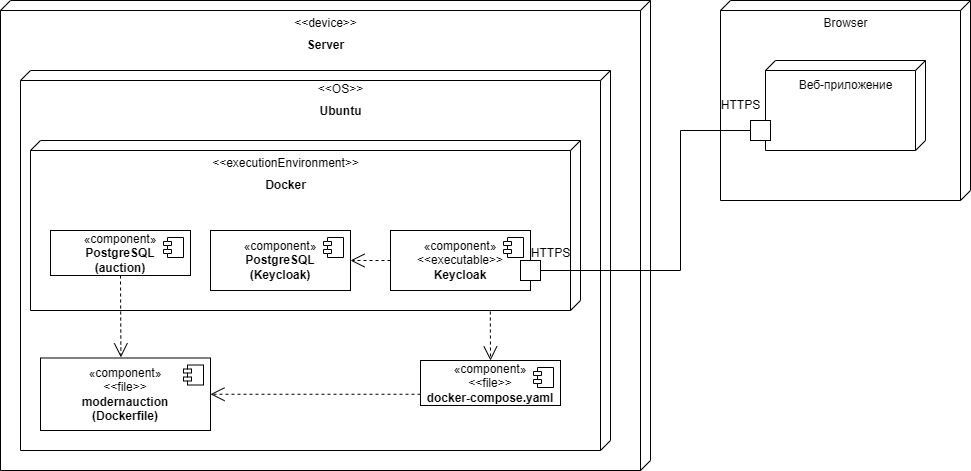 <<device>>
Server
<<OS>>
Ubuntu
<<executionEnvironment>>
Docker
«component»
PostgreSQL
(auction)
«component»
PostgreSQL
(Keycloak)
«component»
<<executable>>
Keycloak
HTTPS
«component»
<<file>>
modernauction
(Dockerfile)
«component»
<<file>>
docker-compose.yaml
Browser
Веб-приложение
HTTPS